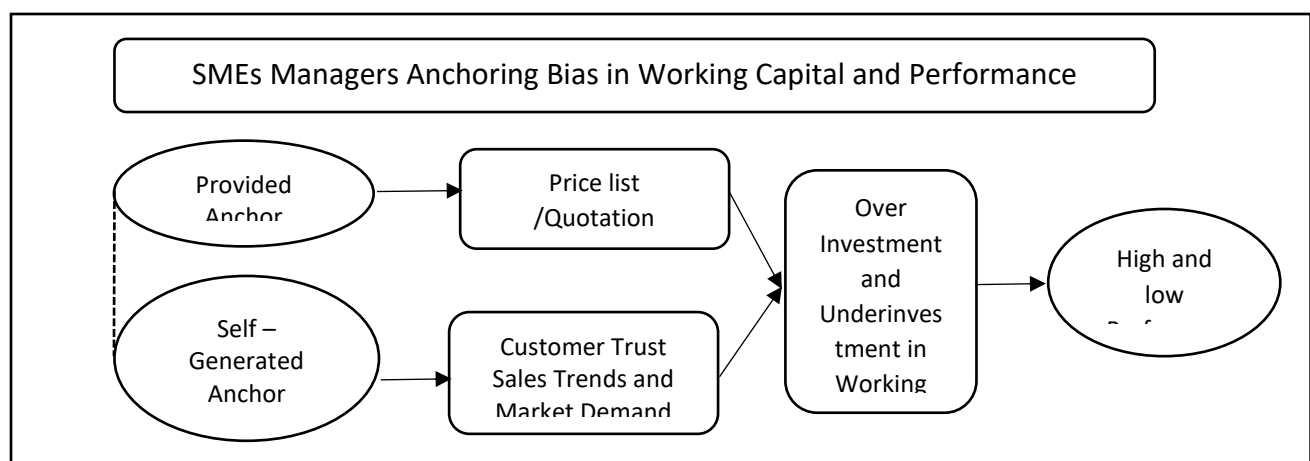 SMEs Managers Anchoring Bias in Working Capital and Performance
Provided
Anchor
Price list
/Quotation
Self –
Generated
Anchor
Customer Trust
Sales Trends and
Market Demand
Over
Investment
and
Underinves
tment in
Working
High and
low